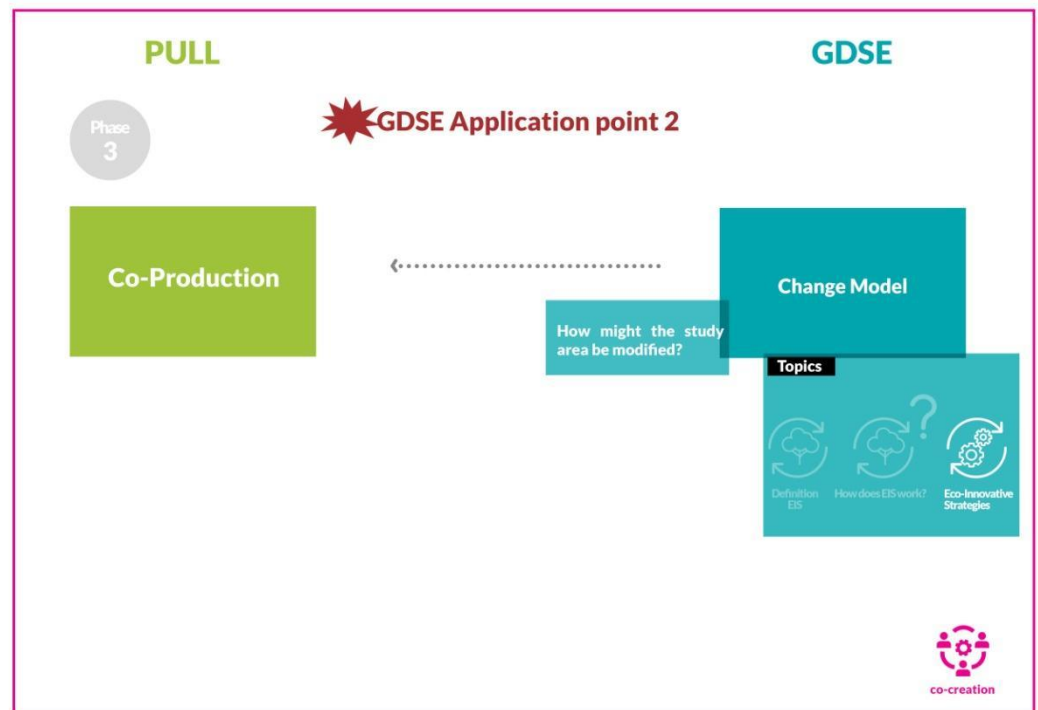 PULL
GDSE
Phase
3
GDSE Application point 2
Co-Production
Change Model
How might the study
area be modified?
Topics
Definition
EIS
How does EIS work?
Eco-Innovative
Strategies
?
co-creation